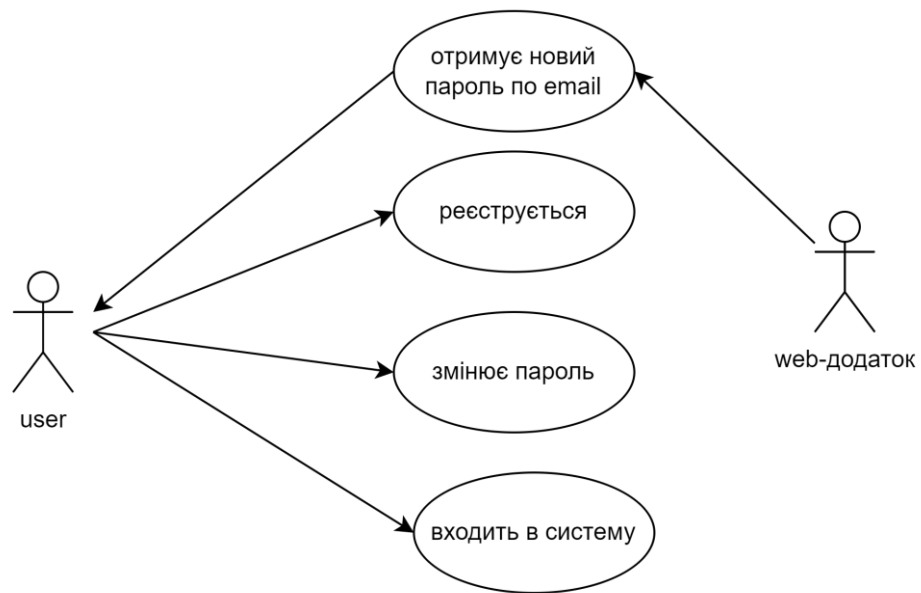 отримує новий
пароль по email
реєструється
змінює пароль
входить в систему
user
web-додаток